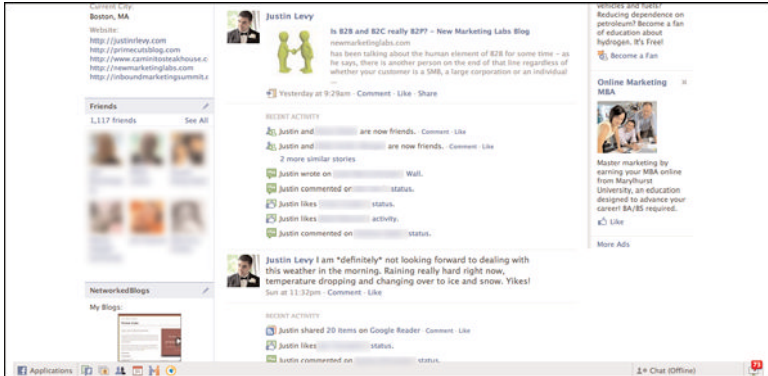 Current City:
Boston, MA
Website:
http://justinrlevy.com
http://primecutsblog.com
http://www.caminitosteakhouse.c
http://newmarketinglabs.com
http://inboundmarketingsummit.c
Friends
1,117 friends See All
NetworkedBlogs
My Blogs:
Justin Levy
Is B2B and B2C really B2P? – New Marketing Labs Blog
newmarketinglabs.com
has been talking about the human element of B2B for some time – as
he says, there is another person on the end of that line regardless of
whether your customer is a SMB, a large corporation or an individual
...
Yesterday at 9:29am · Comment · Like · Share
RECENT ACTIVITY
Justin and are now friends. · Comment · Like
Justin and are now friends. · Comment · Like
2 more similar stories
Justin wrote on Wall.
Justin commented on status.
Justin likes status.
Justin likes activity.
Justin commented on status.
Justin Levy I am *definitely* not looking forward to dealing with
this weather in the morning. Raining really hard right now,
temperature dropping and changing over to ice and snow. Yikes!
Sun at 11:32pm · Comment · Like
RECENT ACTIVITY
Justin shared 20 items on Google Reader · Comment · Like
Justin likes status.
Justin commented on status.
vehicles and fuels?
Reducing dependence on
petroleum? Become a fan
of education about
hydrogen. It's Free!
Become a Fan
Online Marketing
MBA
Master marketing by
earning your MBA online
from Marylhurst
University, an education
designed to advance your
career! BA/BS required.
Like
More Ads
Applications
Chat (Offline)
73